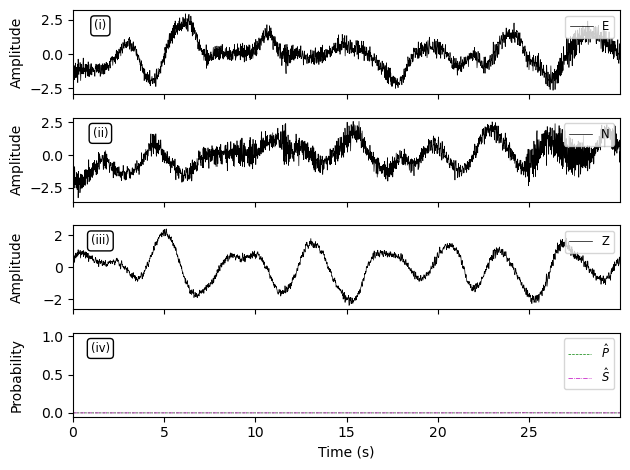 (i)
E
Amplitude
2.5
0.0
−2.5
(ii)
N
Amplitude
2.5
0.0
−2.5
(iii)
Z
Amplitude
2
0
−2
(iv)
P̂
Ŝ
Probability
1.0
0.5
0.0
0 5 10 15 20 25
Time (s)